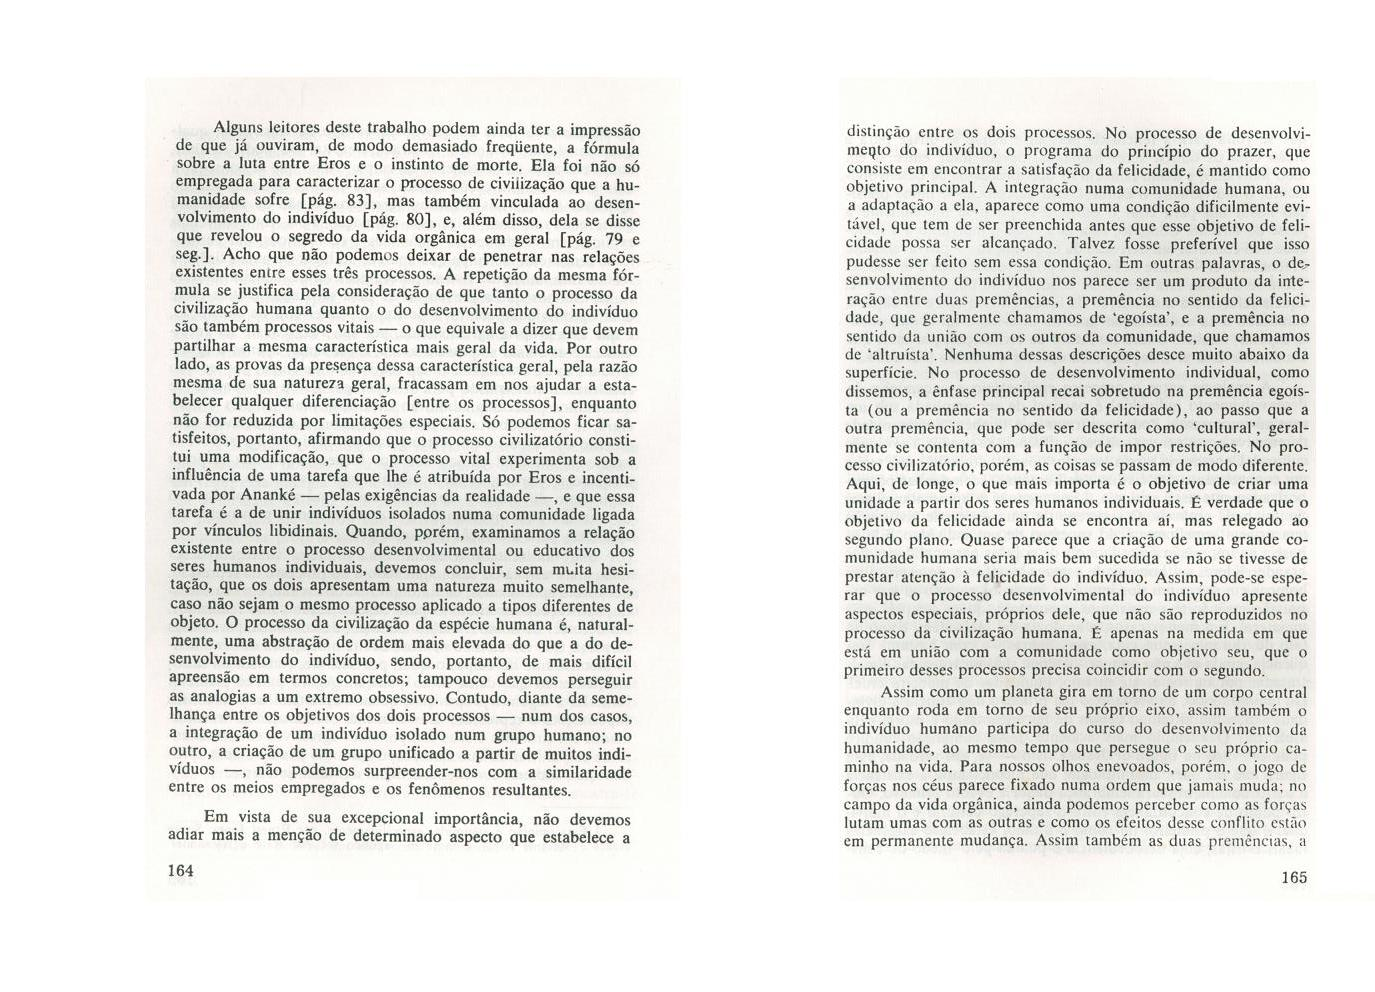 Alguns leitores deste trabalho podem ainda ter a impressão
de que já ouviram, de modo demasiado freqüente, a fórmula
sobre a luta entre Eros e o instinto de morte. Ela foi não só
empregada para caracterizar o processo de civilização que a hu-
manidade sofre [pág. 83], mas também vinculada ao desen-
volvimento do indivíduo [pág. 80], e, além disso, dela se disse
que revelou o segredo da vida orgânica em geral [pág. 79 e
seg.]. Acho que não podemos deixar de penetrar nas relações
existentes entre esses três processos. A repetição da mesma fór-
mula se justifica pela consideração de que tanto o processo da
civilização humana quanto o do desenvolvimento do indivíduo
são também processos vitais — o que equivale a dizer que devem
partilhar a mesma característica mais geral da vida. Por outro
lado, as provas da presença dessa característica geral, pela razão
mesma de sua natureza geral, fracassam em nos ajudar a esta-
belecer qualquer diferenciação [entre os processos], enquanto
não for reduzida por limitações especiais. Só podemos ficar sa-
tisfeitos, portanto, afirmando que o processo civilizatório consti-
tui uma modificação, que o processo vital experimenta sob a
influência de uma tarefa que lhe é atribuída por Eros e incenti-
vada por Ananké — pelas exigências da realidade —, e que essa
tarefa é a de unir indivíduos isolados numa comunidade ligada
por vínculos libidinais. Quando, porém, examinamos a relação
existente entre o processo desenvolvimental ou educativo dos
seres humanos individuais, devemos concluir, sem muita hesi-
tação, que os dois apresentam uma natureza muito semelhante,
caso não sejam o mesmo processo aplicado a tipos diferentes de
objeto. O processo da civilização da espécie humana é, natural-
mente, uma abstração de ordem mais elevada do que a do de-
senvolvimento do indivíduo, sendo, portanto, de mais difícil
apreensão em termos concretos; tampouco devemos perseguir
as analogias a um extremo obsessivo. Contudo, diante da seme-
lhança entre os objetivos dos dois processos — num dos casos,
a integração de um indivíduo isolado num grupo humano; no
outro, a criação de um grupo unificado a partir de muitos indi-
víduos —, não podemos surpreender-nos com a similaridade
entre os meios empregados e os fenômenos resultantes.
Em vista de sua excepcional importância, não devemos
adiar mais a menção de determinado aspecto que estabelece a
164
distinção entre os dois processos. No processo de desenvolvi-
mento do indivíduo, o programa do princípio do prazer, que
consiste em encontrar a satisfação da felicidade, é mantido como
objetivo principal. A integração numa comunidade humana, ou
a adaptação a ela, aparece como uma condição dificilmente evi-
tável, que tem de ser preenchida antes que esse objetivo de feli-
cidade possa ser alcançado. Talvez fosse preferível que isso
pudesse ser feito sem essa condição. Em outras palavras, o de-
senvolvimento do indivíduo nos parece ser um produto da inte-
ração entre duas premências, a premência no sentido da felici-
dade, que geralmente chamamos de ‘egoísta’, e a premência no
sentido da união com os outros da comunidade, que chamamos
de ‘altruísta’. Nenhuma dessas descrições desce muito abaixo da
superfície. No processo de desenvolvimento individual, como
dissemos, a ênfase principal recai sobretudo na premência egoís-
ta (ou a premência no sentido da felicidade), ao passo que a
outra premência, que pode ser descrita como ‘cultural’, geral-
mente se contenta com a função de impor restrições. No pro-
cesso civilizatório, porém, as coisas se passam de modo diferente.
Aqui, de longe, o que mais importa é o objetivo de criar uma
unidade a partir dos seres humanos individuais. É verdade que o
objetivo da felicidade ainda se encontra aí, mas relegado ao
segundo plano. Quase parece que a criação de uma grande co-
munidade humana seria mais bem sucedida se não se tivesse de
prestar atenção à felicidade do indivíduo. Assim, pode-se espe-
rar que o processo desenvolvimental do indivíduo apresente
aspectos especiais, próprios dele, que não são reproduzidos no
processo da civilização humana. É apenas na medida em que
está em união com a comunidade como objetivo seu, que o
primeiro desses processos precisa coincidir com o segundo.
Assim como um planeta gira em torno de um corpo central
enquanto roda em torno de seu próprio eixo, assim também o
indivíduo humano participa do curso do desenvolvimento da
humanidade, ao mesmo tempo que persegue o seu próprio ca-
minho na vida. Para nossos olhos enevoados, porém, o jogo de
forças nos céus parece fixado numa ordem que jamais muda; no
campo da vida orgânica, ainda podemos perceber como as forças
lutam umas com as outras e como os efeitos desse conflito estão
em permanente mudança. Assim também as duas premências, a
165